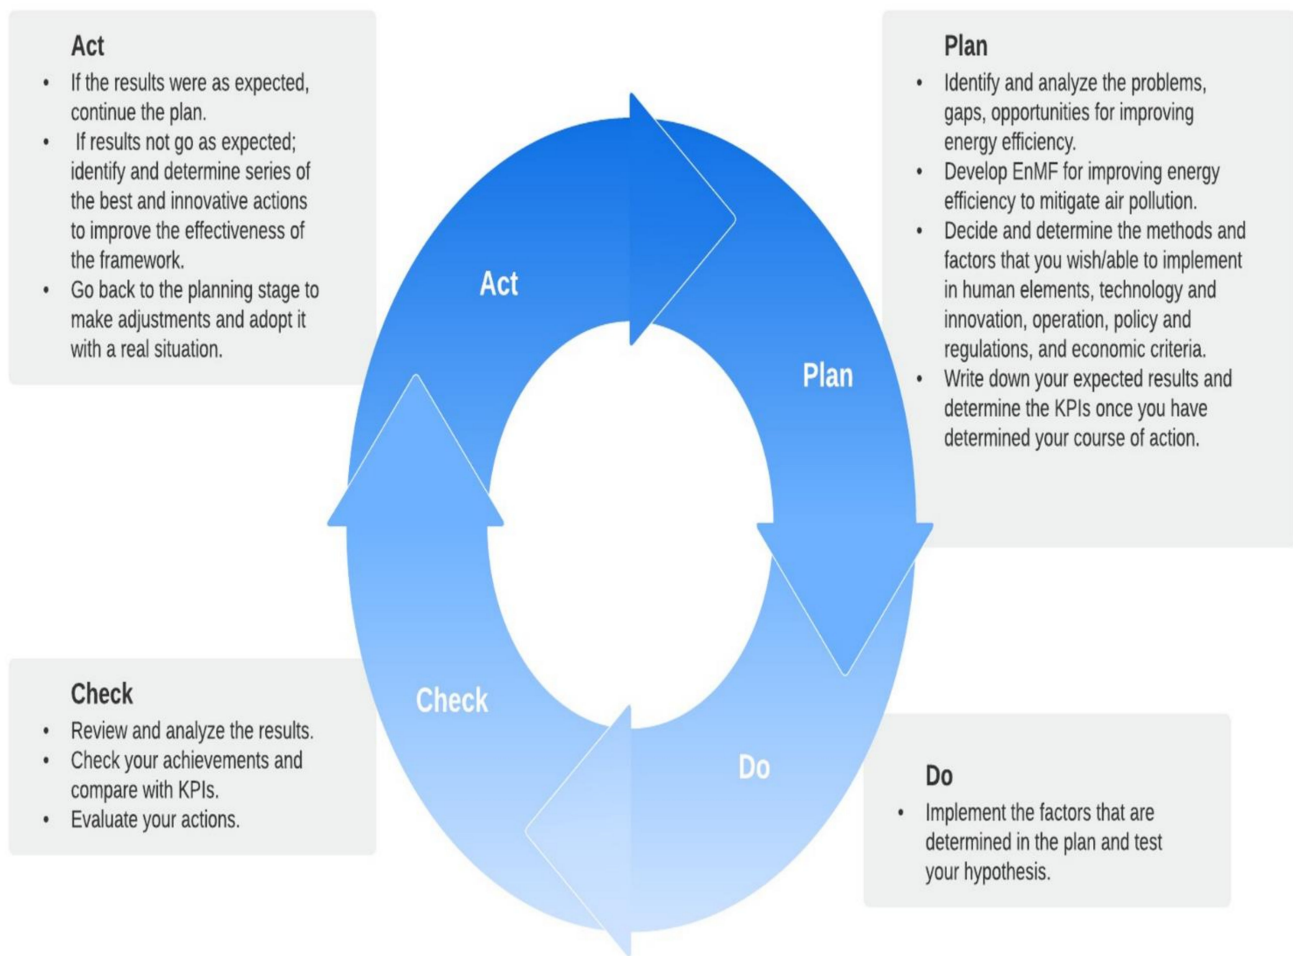 Act
• If the results were as expected,
continue the plan.
• If results not go as expected;
identify and determine series of
the best and innovative actions
to improve the effectiveness of
the framework.
• Go back to the planning stage to
make adjustments and adopt it
with a real situation.
Plan
• Identify and analyze the problems,
gaps, opportunities for improving
energy efficiency.
• Develop EnMF for improving energy
efficiency to mitigate air pollution.
• Decide and determine the methods and
factors that you wish/able to implement
in human elements, technology and
innovation, operation, policy and
regulations, and economic criteria.
• Write down your expected results and
determine the KPIs once you have
determined your course of action.
Act
Plan
Check
Do
Check
• Review and analyze the results.
• Check your achievements and
compare with KPIs.
• Evaluate your actions.
Do
• Implement the factors that are
determined in the plan and test
your hypothesis.